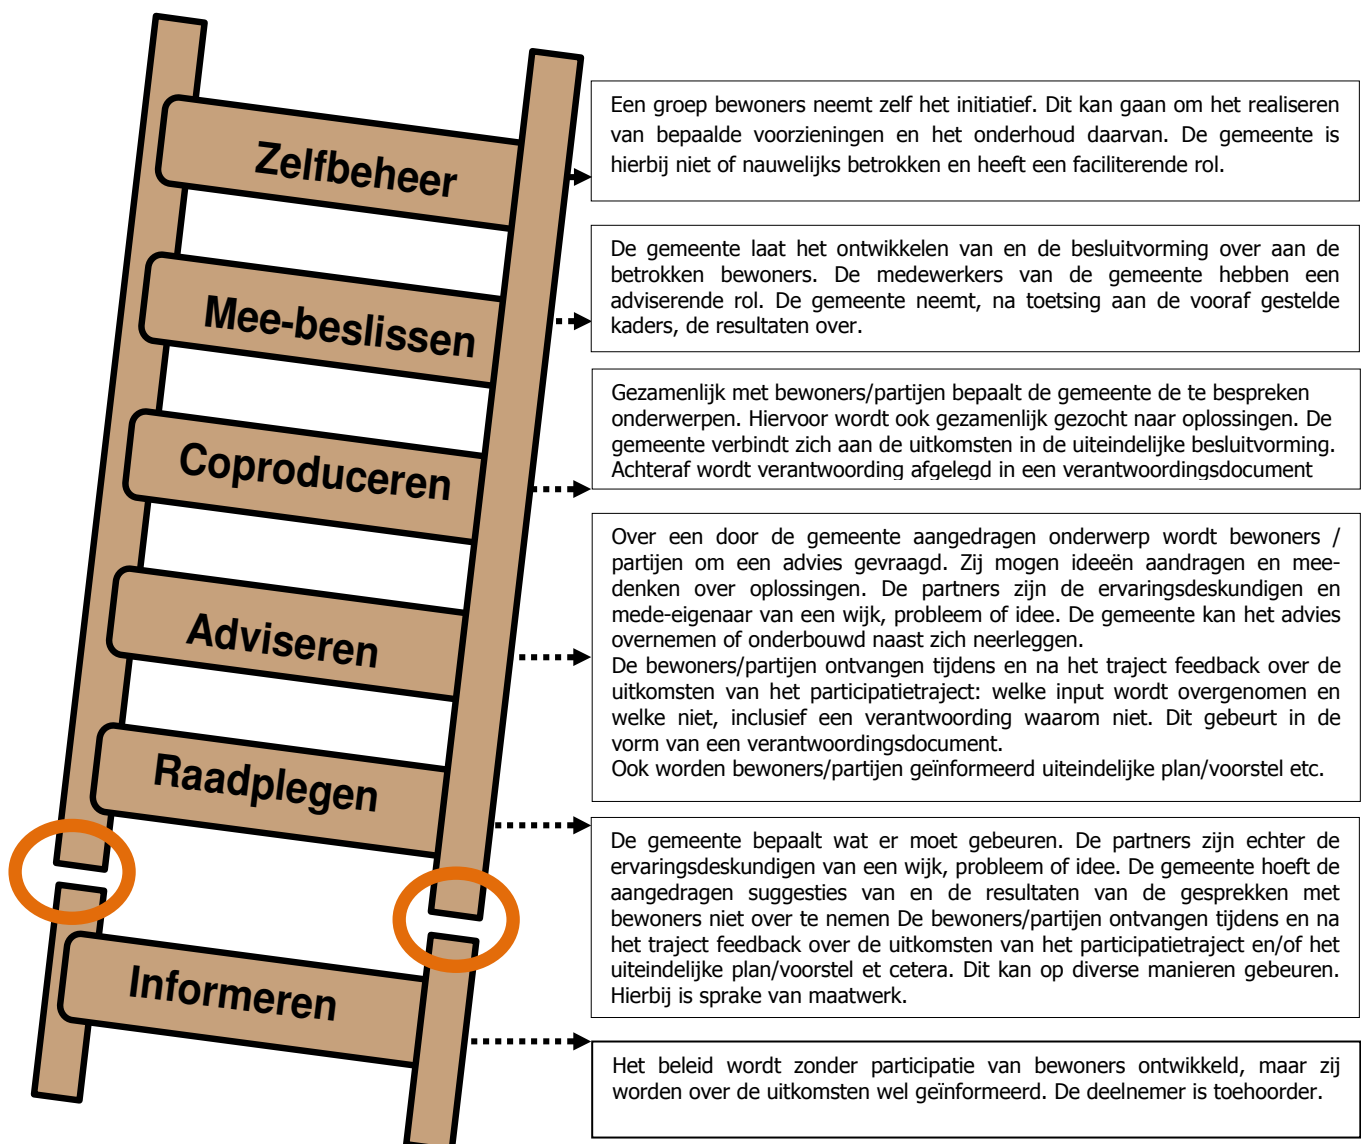 Zelfbeheer
Een groep bewoners neemt zelf het initiatief. Dit kan gaan om het realiseren
van bepaalde voorzieningen en het onderhoud daarvan. De gemeente is
hierbij niet of nauwelijks betrokken en heeft een faciliterende rol.
Mee-beslissen
De gemeente laat het ontwikkelen van en de besluitvorming over aan de
betrokken bewoners. De medewerkers van de gemeente hebben een
adviserende rol. De gemeente neemt, na toetsing aan de vooraf gestelde
kaders, de resultaten over.
Coproduceren
Gezamenlijk met bewoners/partijen bepaalt de gemeente de te bespreken
onderwerpen. Hiervoor wordt ook gezamenlijk gezocht naar oplossingen. De
gemeente verbindt zich aan de uitkomsten in de uiteindelijke besluitvorming.
Achteraf wordt verantwoording afgelegd in een verantwoordingsdocument
Adviseren
Over een door de gemeente aangedragen onderwerp wordt bewoners /
partijen om een advies gevraagd. Zij mogen ideeën aandragen en mee-
denken over oplossingen. De partners zijn de ervaringsdeskundigen en
mede-eigenaar van een wijk, probleem of idee. De gemeente kan het advies
overnemen of onderbouwd naast zich neerleggen.
De bewoners/partijen ontvangen tijdens en na het traject feedback over de
uitkomsten van het participatietraject: welke input wordt overgenomen en
welke niet, inclusief een verantwoording waarom niet. Dit gebeurt in de
vorm van een verantwoordingsdocument.
Ook worden bewoners/partijen geïnformeerd uiteindelijke plan/voorstel etc.
Raadplegen
De gemeente bepaalt wat er moet gebeuren. De partners zijn echter de
ervaringsdeskundigen van een wijk, probleem of idee. De gemeente hoeft de
aangedragen suggesties van en de resultaten van de gesprekken met
bewoners niet over te nemen De bewoners/partijen ontvangen tijdens en na
het traject feedback over de uitkomsten van het participatietraject en/of het
uiteindelijke plan/voorstel et cetera. Dit kan op diverse manieren gebeuren.
Hierbij is sprake van maatwerk.
Informeren
Het beleid wordt zonder participatie van bewoners ontwikkeld, maar zij
worden over de uitkomsten wel geïnformeerd. De deelnemer is toehoorder.